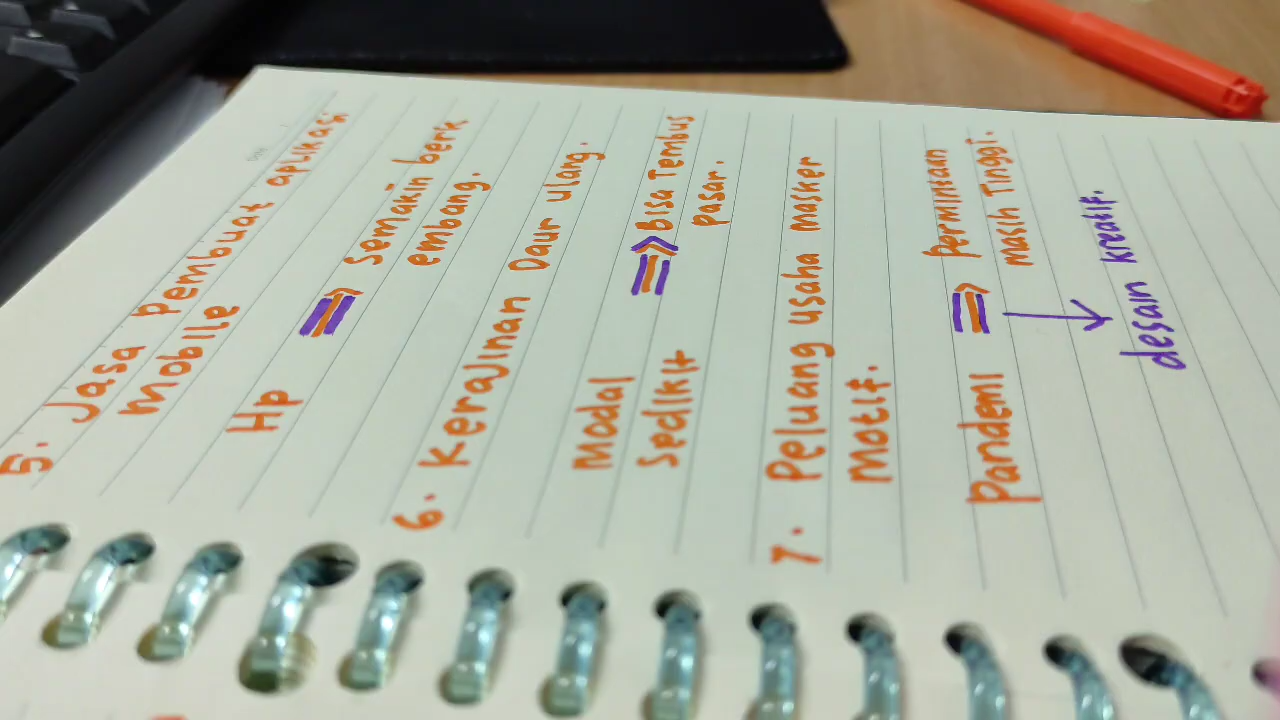 5. Jasa Pembuat aplikasi
mobile
Hp ⇒ semakin berk
embang.
6. Kerajinan Daur ulang.
Modal ⇒ Bisa Tembus
Sedikit pasar.
7. Peluang usaha masker
Motif.
Pandemi ⇒ Permintaan
masih Tinggi.
↓
desain kreatif.